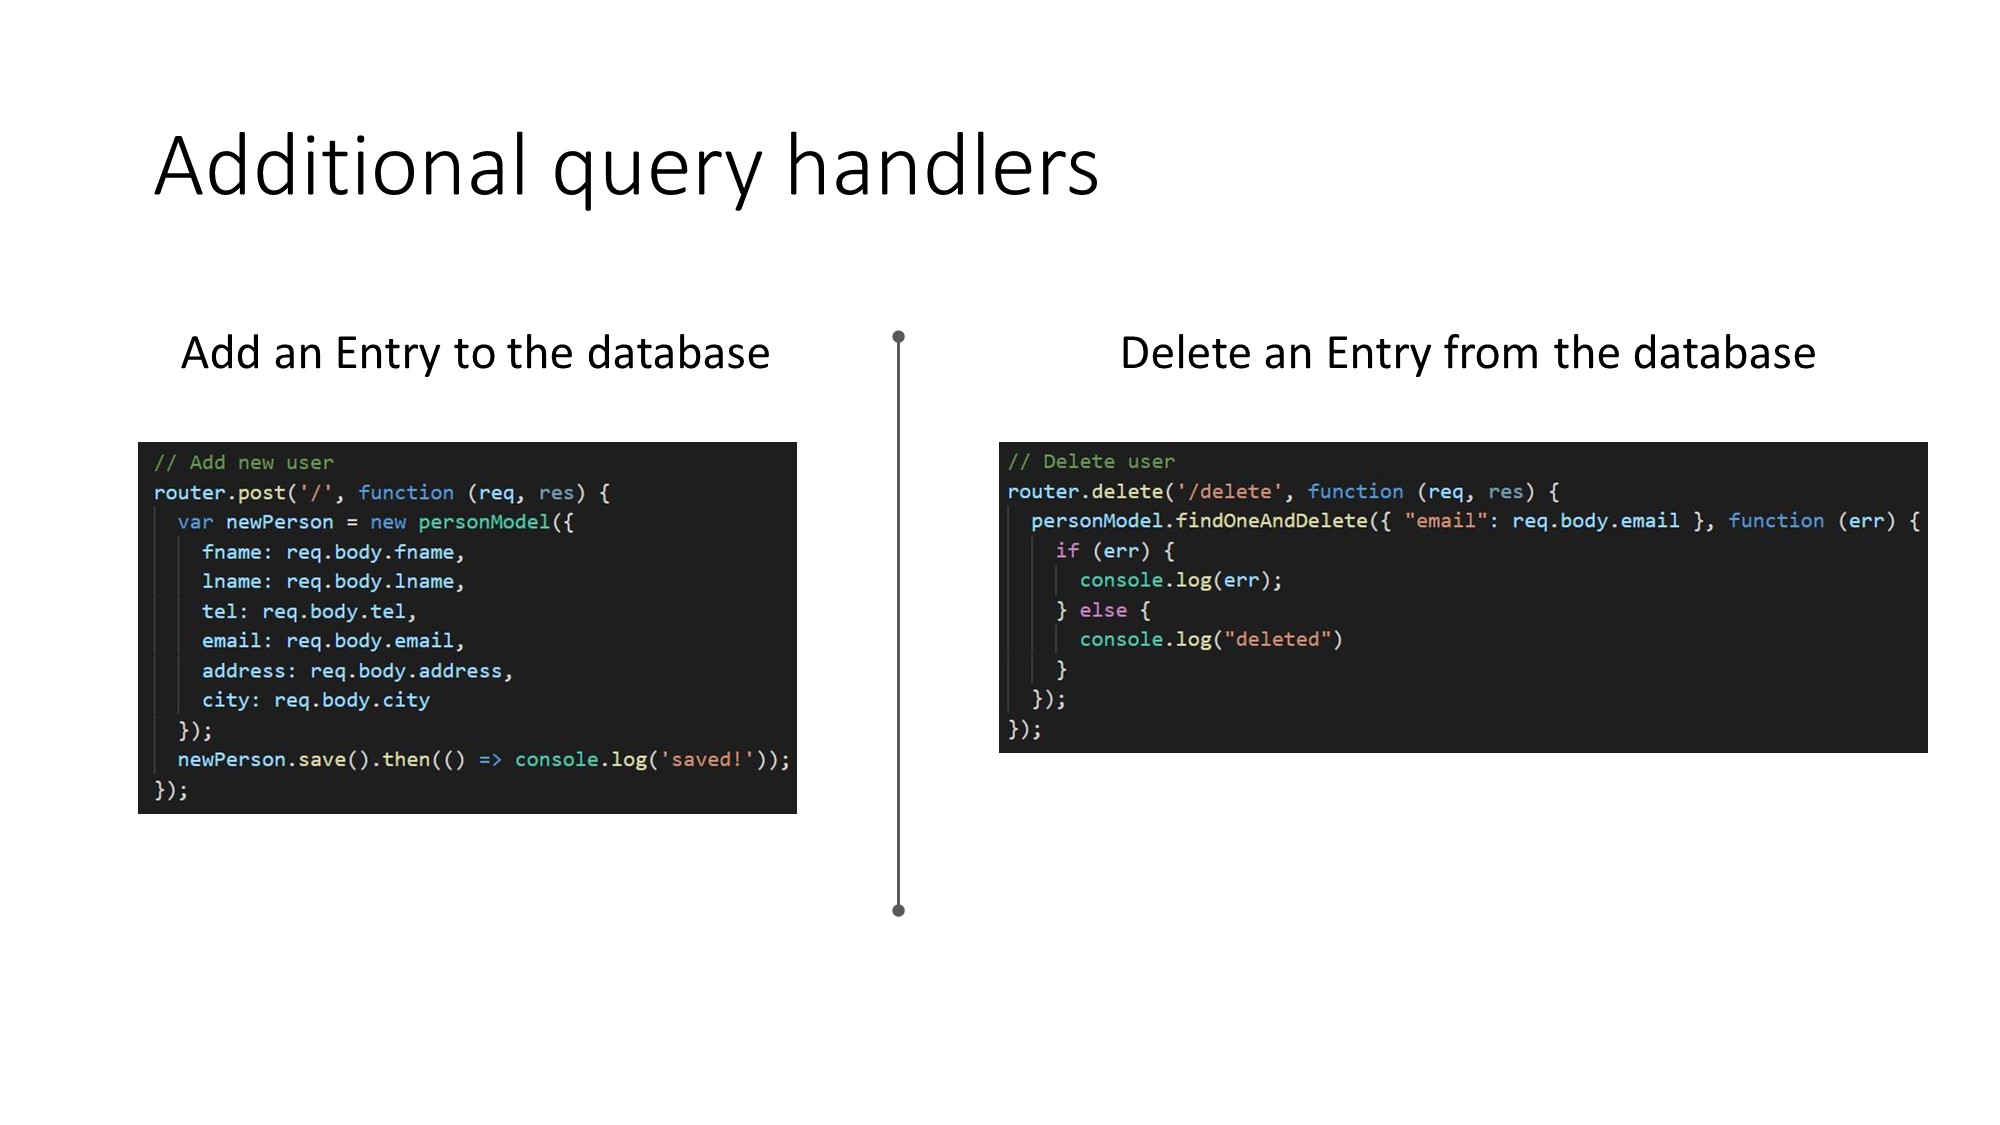 Additional query handlers
Add an Entry to the database
// Add new user
router.post('/', function (req, res) {
var newPerson = new personModel({
fname: req.body.fname,
lname: req.body.lname,
tel: req.body.tel,
email: req.body.email,
address: req.body.address,
city: req.body.city
});
newPerson.save().then(() => console.log('saved!'));
});
Delete an Entry from the database
// Delete user
router.delete('/delete', function (req, res) {
personModel.findOneAndDelete({ "email": req.body.email }, function (err) {
if (err) {
console.log(err);
} else {
console.log("deleted")
}
});
});